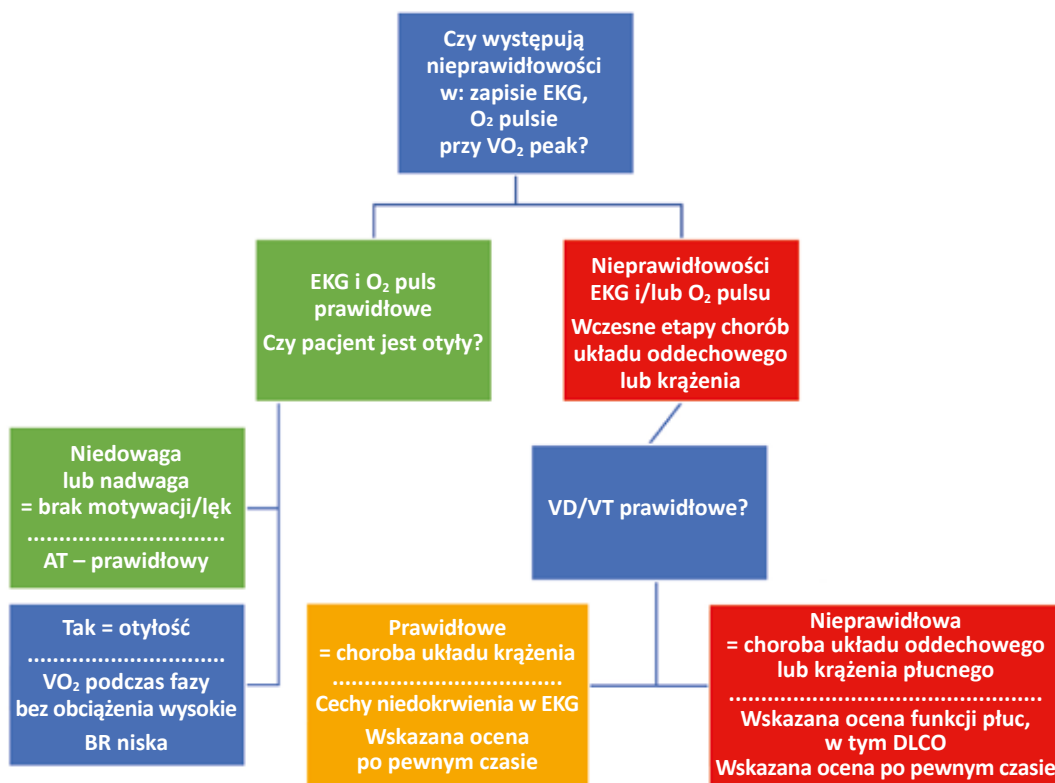 Czy występują
nieprawidłowości
w: zapisie EKG,
O₂ pulsie
przy VO₂ peak?
EKG i O₂ puls
prawidłowe
Czy pacjent jest otyły?
Nieprawidłowości
EKG i/lub O₂ pulsu
Wczesne etapy chorób
układu oddechowego
lub krążenia
Niedowaga
lub nadwaga
= brak motywacji/lęk
................................
AT – prawidłowy
VD/VT prawidłowe?
Tak = otyłość
................................
VO₂ podczas fazy
bez obciążenia wysokie
BR niska
Prawidłowe
= choroba układu krążenia
.............................................
Cechy niedokrwienia w EKG
Wskazana ocena
po pewnym czasie
Nieprawidłowa
= choroba układu oddechowego
lub krążenia płucnego
.............................................
Wskazana ocena funkcji płuc,
w tym DLCO
Wskazana ocena po pewnym czasie